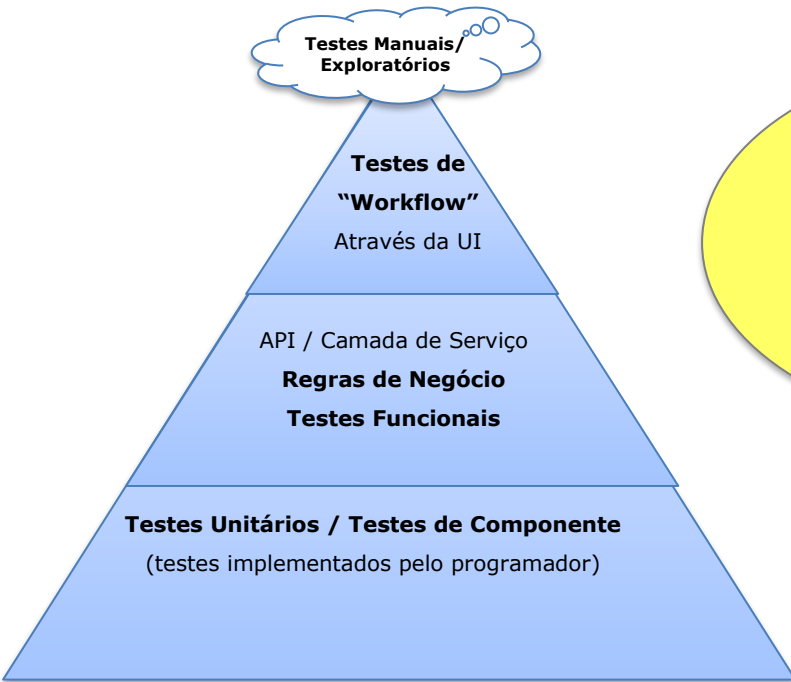 Testes Manuais/
Exploratórios
Testes de
“Workflow”
Através da UI
API / Camada de Serviço
Regras de Negócio
Testes Funcionais
Testes Unitários / Testes de Componente
(testes implementados pelo programador)